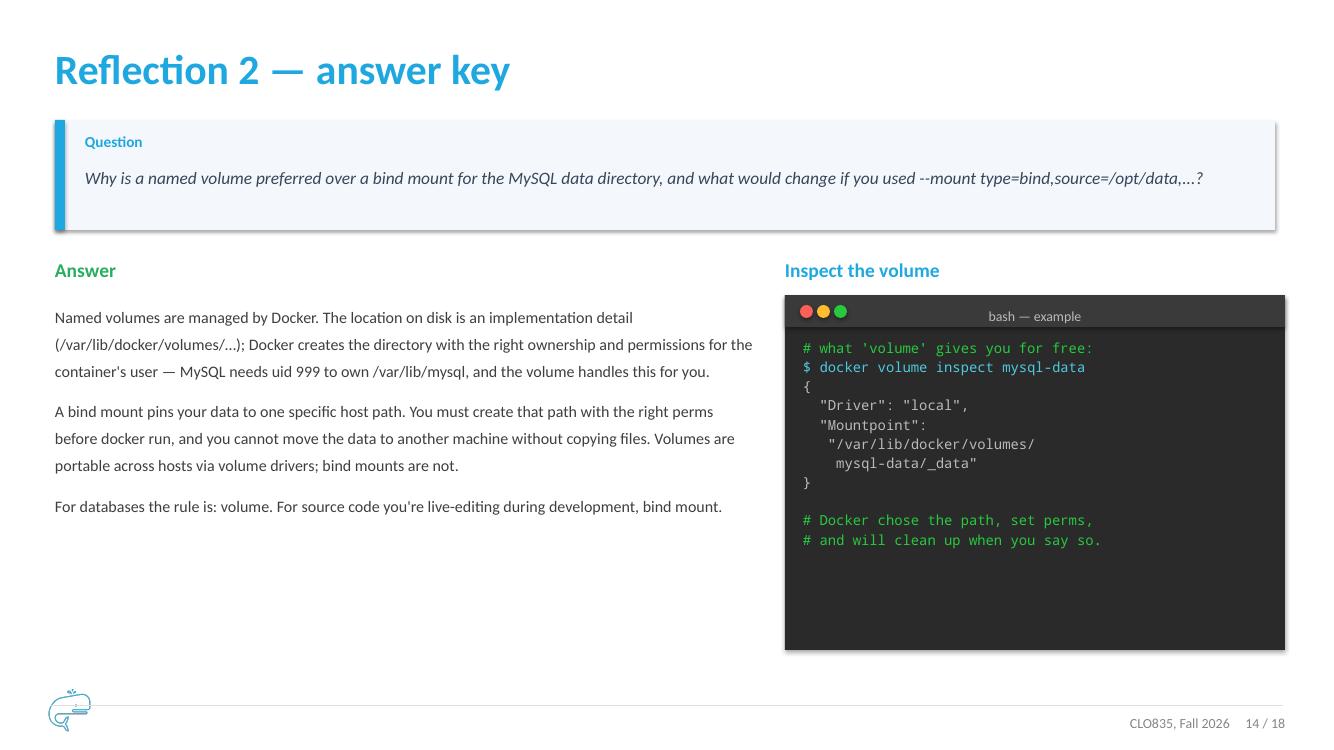 Reflection 2 — answer key
Question
Why is a named volume preferred over a bind mount for the MySQL data directory, and what would change if you used --mount type=bind,source=/opt/data,...?
Answer
Named volumes are managed by Docker. The location on disk is an implementation detail
(/var/lib/docker/volumes/...); Docker creates the directory with the right ownership and permissions for the
container's user — MySQL needs uid 999 to own /var/lib/mysql, and the volume handles this for you.
A bind mount pins your data to one specific host path. You must create that path with the right perms
before docker run, and you cannot move the data to another machine without copying files. Volumes are
portable across hosts via volume drivers; bind mounts are not.
For databases the rule is: volume. For source code you're live-editing during development, bind mount.
Inspect the volume
bash — example
# what 'volume' gives you for free:
$ docker volume inspect mysql-data
{
  "Driver": "local",
  "Mountpoint":
   "/var/lib/docker/volumes/
    mysql-data/_data"
}
# Docker chose the path, set perms,
# and will clean up when you say so.
CLO835, Fall 2026 14 / 18